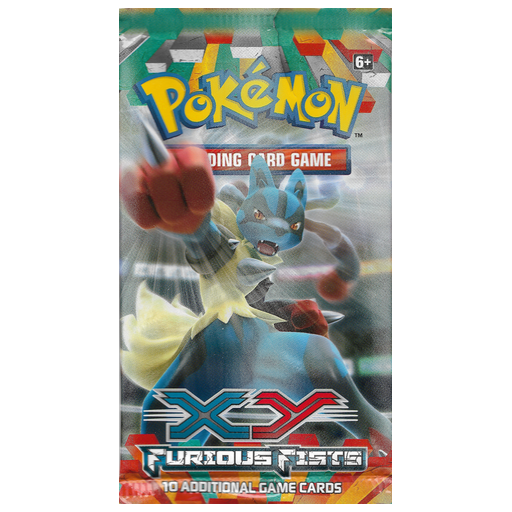 6+
POKéMON
™
DING CARD GAME
XY
FURIOUS FISTS
10 ADDITIONAL GAME CARDS